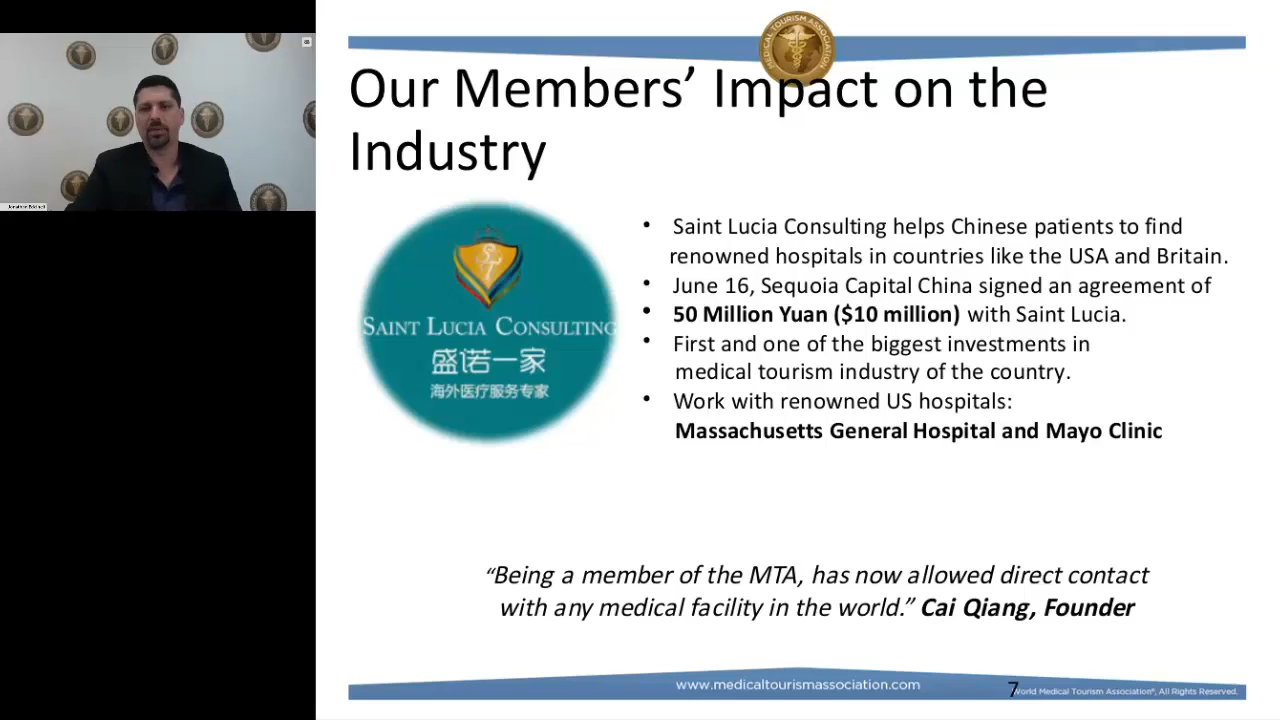 MEDICAL TOURISM ASSOCIATION
Our Members’ Impact on the
Industry
SAINT LUCIA CONSULTING
盛诺一家
海外医疗服务专家
• Saint Lucia Consulting helps Chinese patients to find
renowned hospitals in countries like the USA and Britain.
• June 16, Sequoia Capital China signed an agreement of
• 50 Million Yuan ($10 million) with Saint Lucia.
• First and one of the biggest investments in
medical tourism industry of the country.
• Work with renowned US hospitals:
Massachusetts General Hospital and Mayo Clinic
“Being a member of the MTA, has now allowed direct contact
with any medical facility in the world.” Cai Qiang, Founder
www.medicaltourismassociation.com
7
World Medical Tourism Association®, All Rights Reserved.
Jonathan